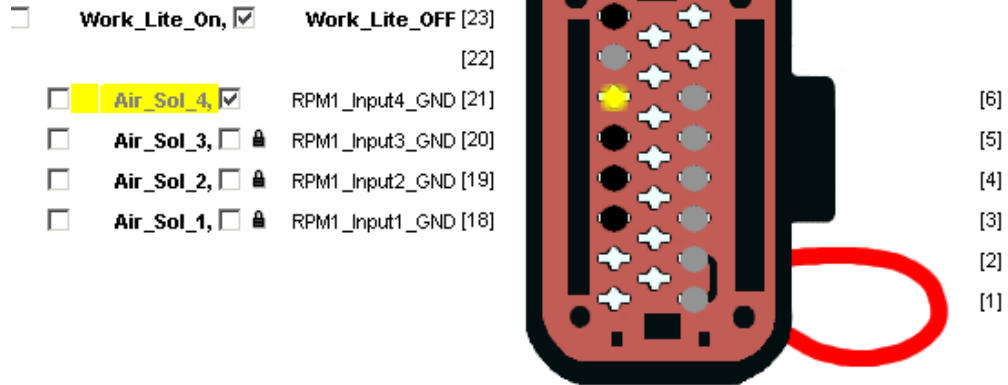 Work_Lite_On, Work_Lite_OFF [23]
[22]
Air_Sol_4, RPM1_Input4_GND [21] [6]
Air_Sol_3, RPM1_Input3_GND [20] [5]
Air_Sol_2, RPM1_Input2_GND [19] [4]
Air_Sol_1, RPM1_Input1_GND [18] [3]
[2]
[1]